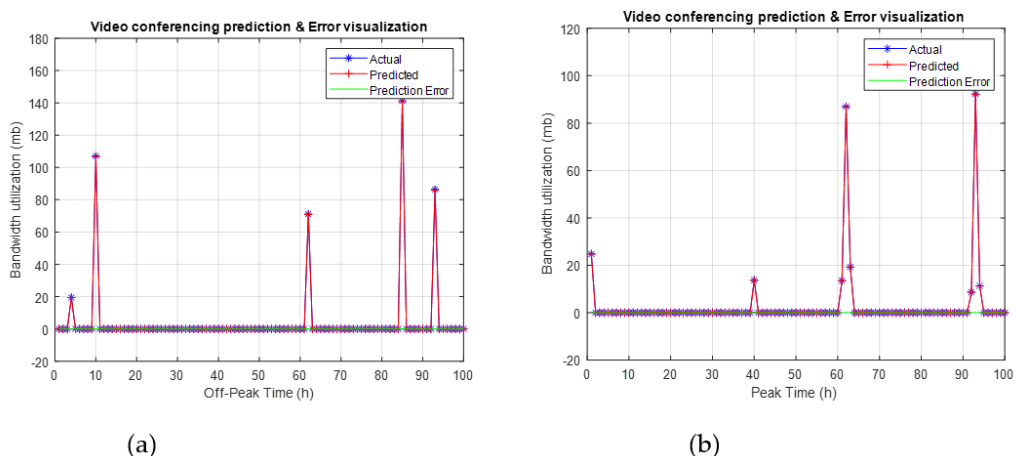 Video conferencing prediction & Error visualization
180
160
140
120
100
80
60
40
20
0
-20
Bandwidth utilization (mb)
Actual
Predicted
Prediction Error
0 10 20 30 40 50 60 70 80 90 100
Off-Peak Time (h)
(a)
Video conferencing prediction & Error visualization
120
100
80
60
40
20
0
-20
Bandwidth utilization (mb)
Actual
Predicted
Prediction Error
0 10 20 30 40 50 60 70 80 90 100
Peak Time (h)
(b)